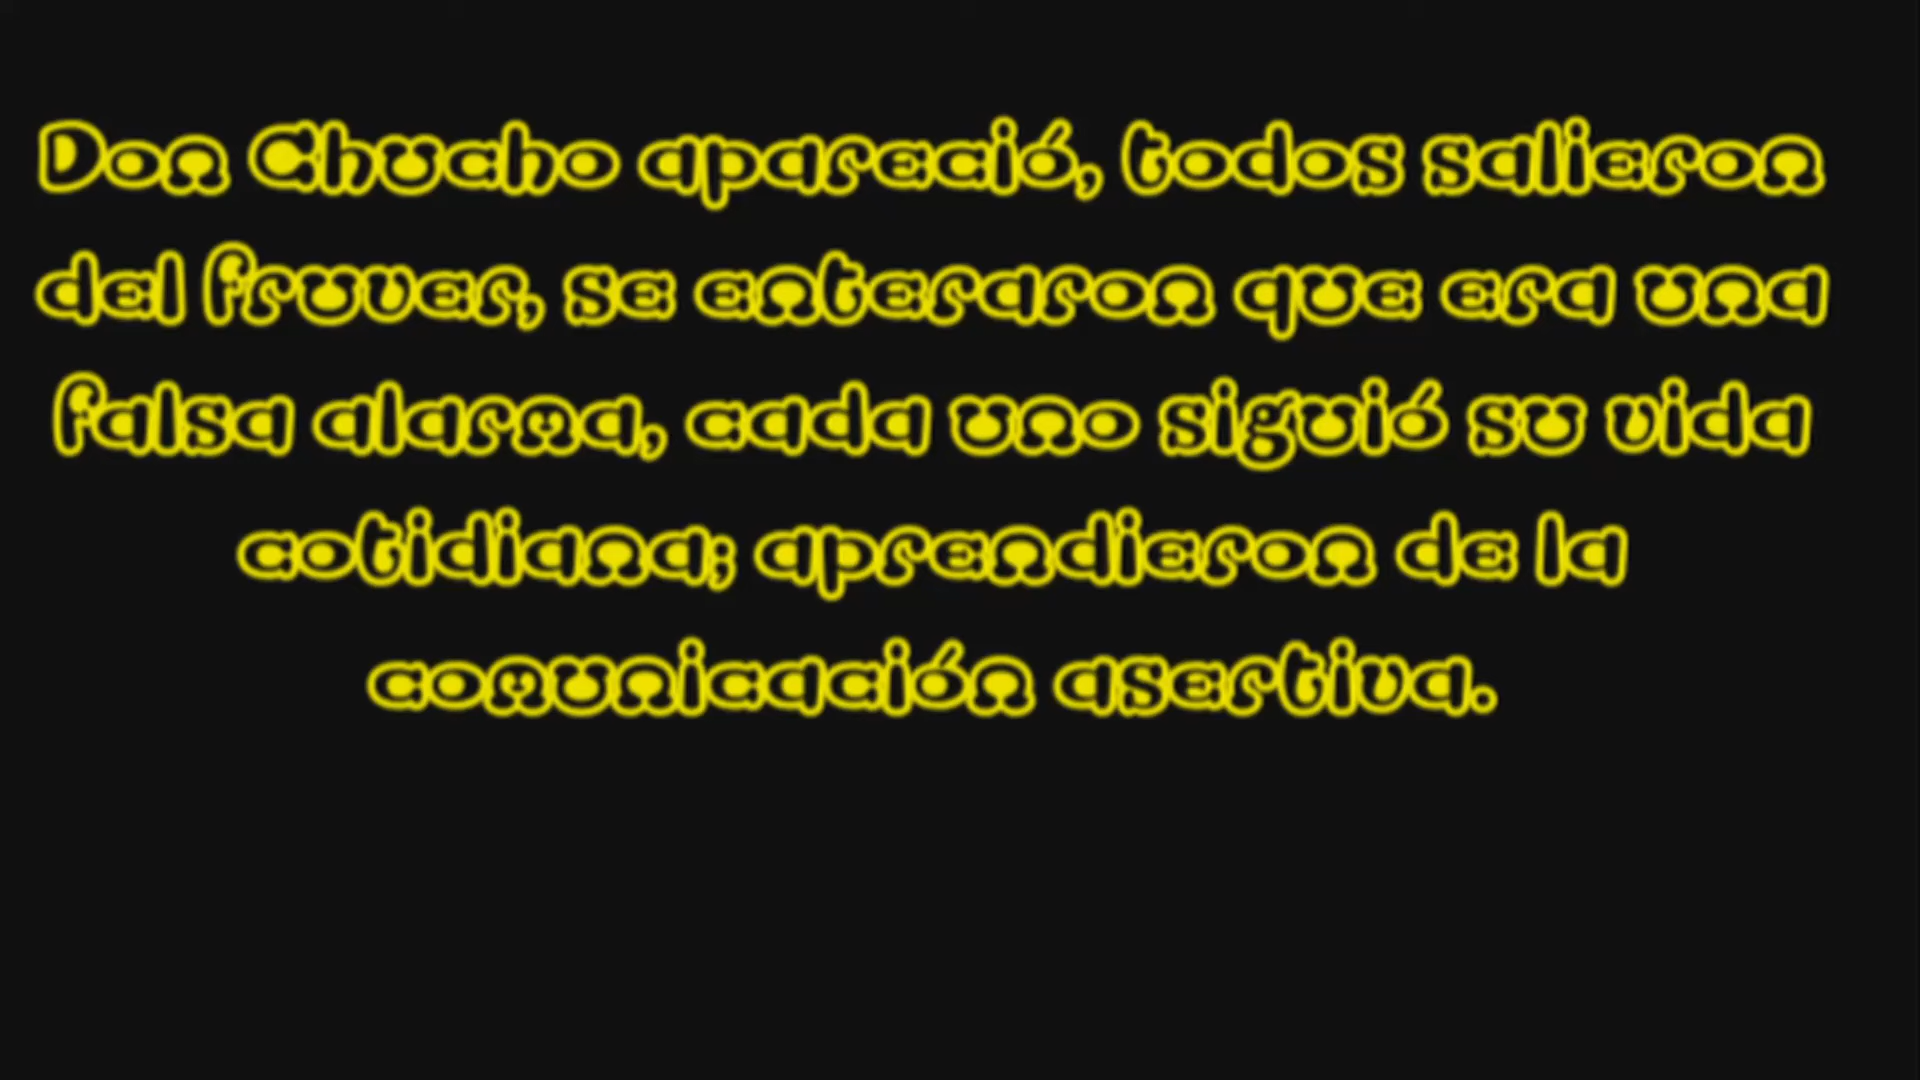 Don Chucho apareció, todos salieron
del fruver, se enteraron que era una
falsa alarma, cada uno siguió su vida
cotidiana; aprendieron de la
comunicación asertiva.